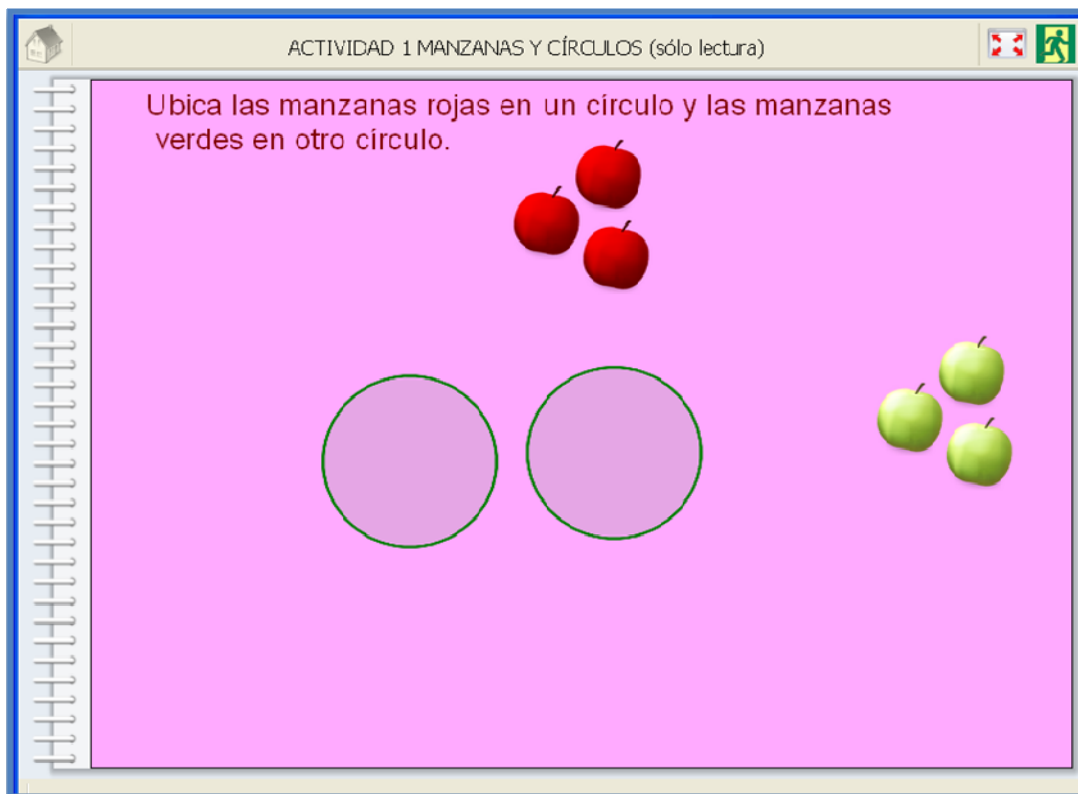 ACTIVIDAD 1 MANZANAS Y CÍRCULOS (sólo lectura)
Ubica las manzanas rojas en un círculo y las manzanas
verdes en otro círculo.